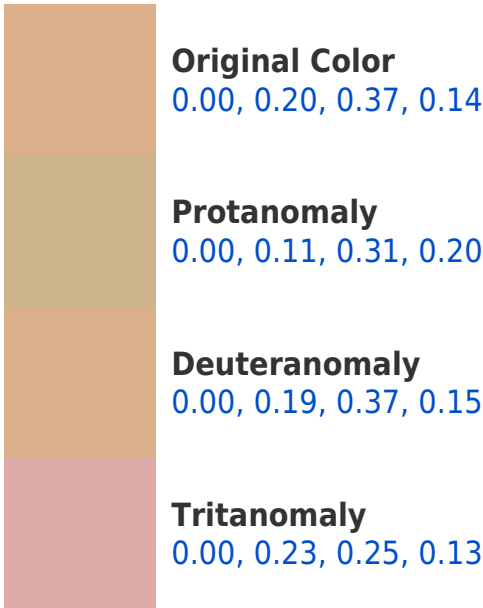 Original Color
0.00, 0.20, 0.37, 0.14
Protanomaly
0.00, 0.11, 0.31, 0.20
Deuteranomaly
0.00, 0.19, 0.37, 0.15
Tritanomaly
0.00, 0.23, 0.25, 0.13